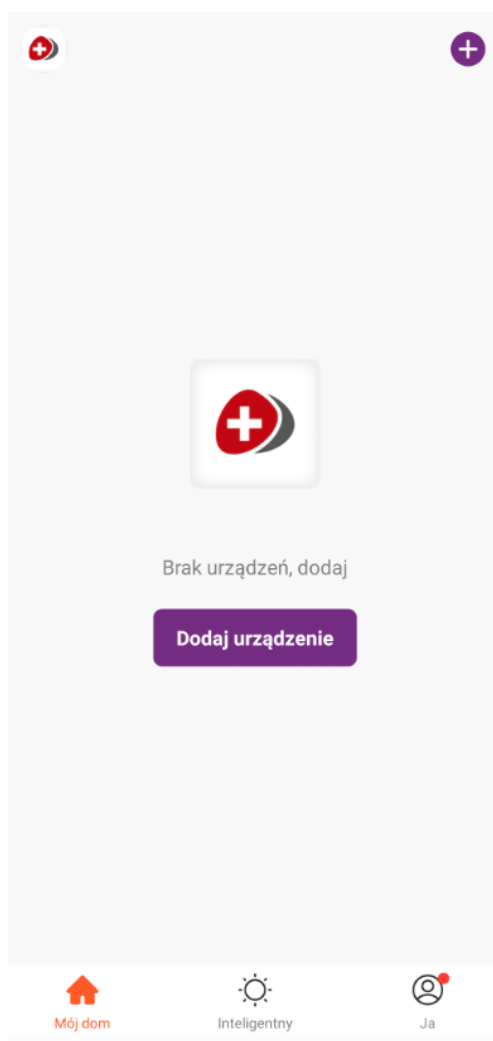 Brak urządzeń, dodaj
Dodaj urządzenie
Mój dom
Inteligentny
Ja